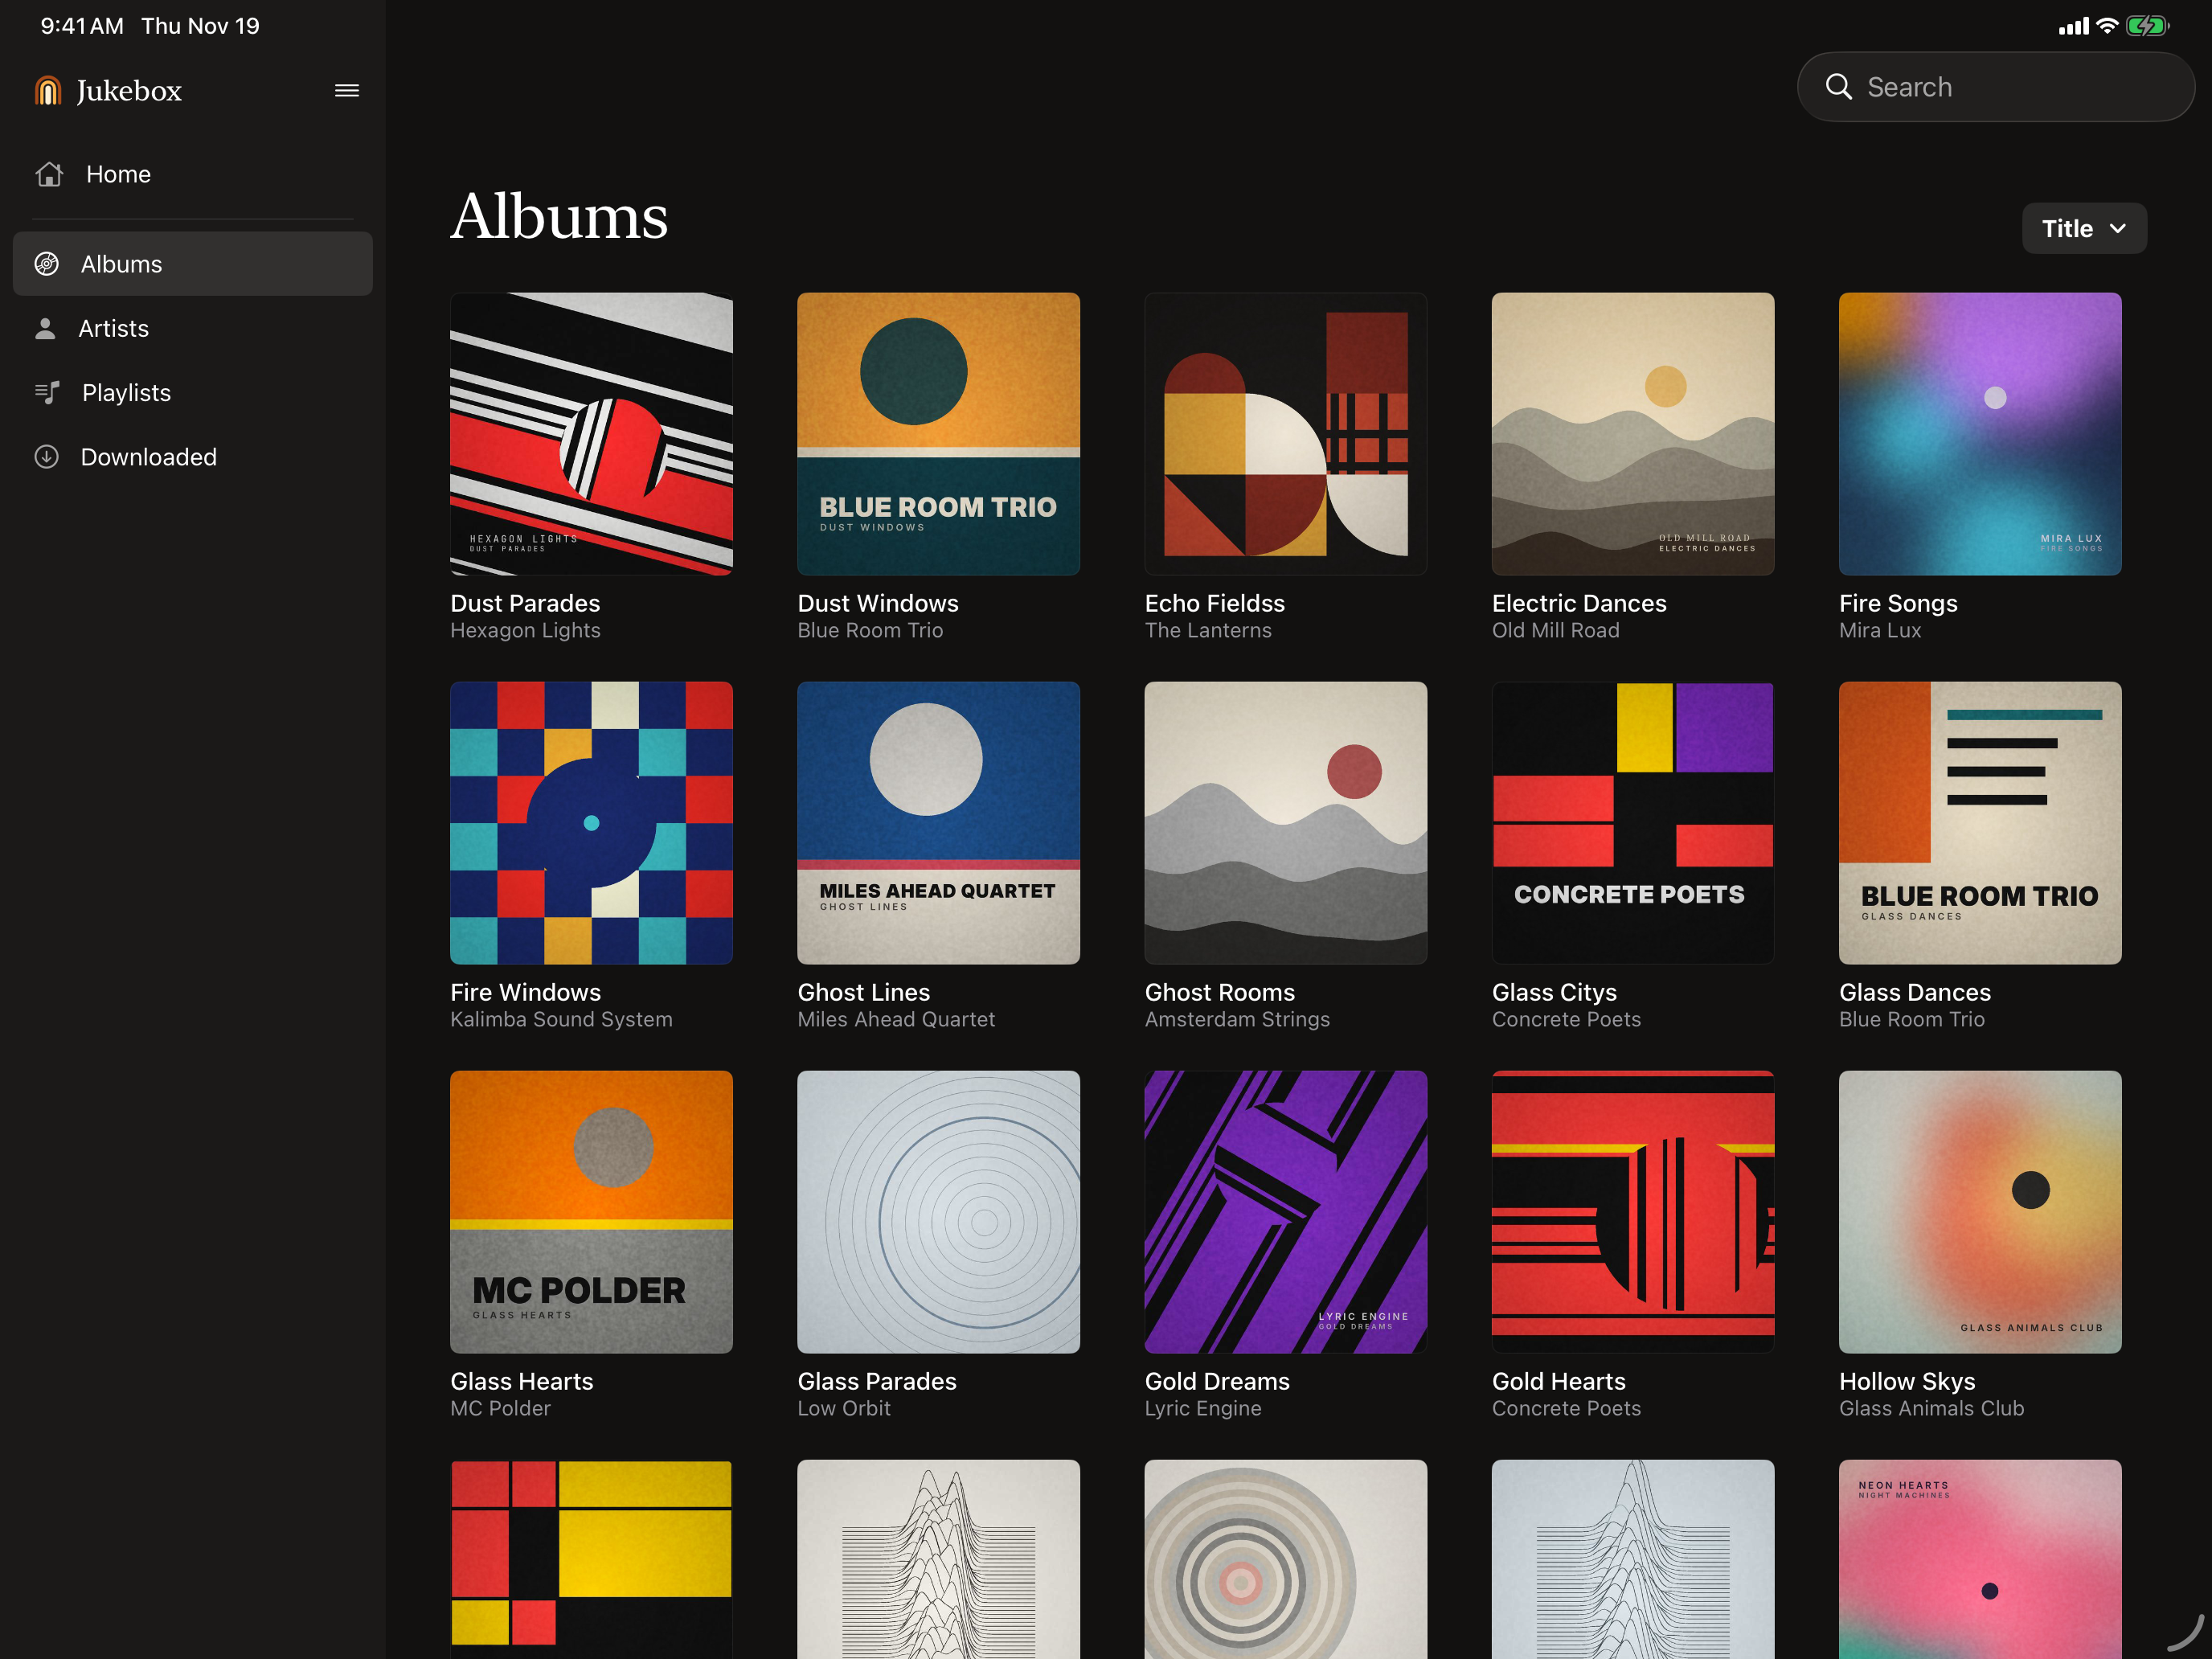 9:41 AM Thu Nov 19
Jukebox
Search
Home
Albums
Artists
Playlists
Downloaded
Albums
Title
HEXAGON LIGHTS
DUST PARADES
BLUE ROOM TRIO
DUST WINDOWS
OLD MILL ROAD
ELECTRIC DANCES
MIRA LUX
FIRE SONGS
Dust Parades
Hexagon Lights
Dust Windows
Blue Room Trio
Echo Fieldss
The Lanterns
Electric Dances
Old Mill Road
Fire Songs
Mira Lux
MILES AHEAD QUARTET
GHOST LINES
CONCRETE POETS
BLUE ROOM TRIO
GLASS DANCES
Fire Windows
Kalimba Sound System
Ghost Lines
Miles Ahead Quartet
Ghost Rooms
Amsterdam Strings
Glass Citys
Concrete Poets
Glass Dances
Blue Room Trio
MC POLDER
GLASS HEARTS
LYRIC ENGINE
GOLD DREAMS
GLASS ANIMALS CLUB
Glass Hearts
MC Polder
Glass Parades
Low Orbit
Gold Dreams
Lyric Engine
Gold Hearts
Concrete Poets
Hollow Skys
Glass Animals Club
NEON HEARTS
NIGHT MACHINES